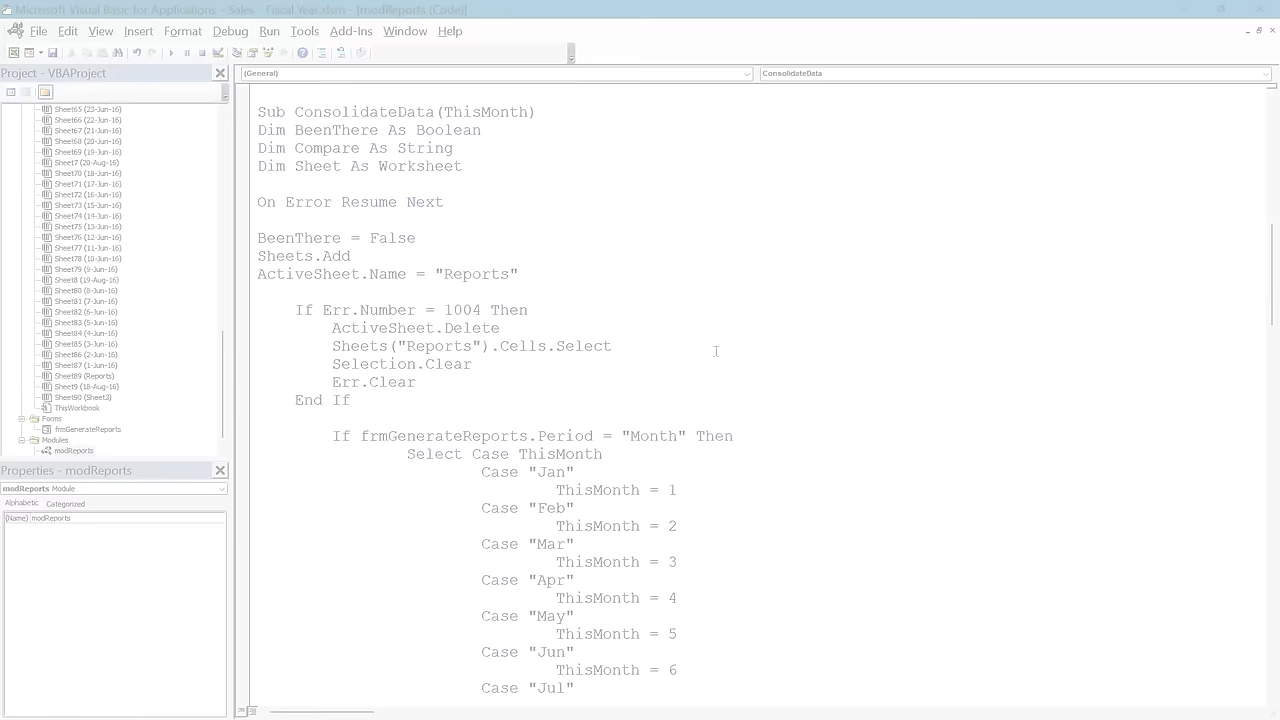 Microsoft Visual Basic for Applications - Sales - Fiscal Year.xlsm - [modReports (Code)]
File Edit View Insert Format Debug Run Tools Add-Ins Window Help
Project - VBAProject
(General)
ConsolidateData
Sheet65 (23-Jun-16)
Sheet66 (22-Jun-16)
Sheet67 (21-Jun-16)
Sheet68 (20-Jun-16)
Sheet69 (19-Jun-16)
Sheet7 (20-Aug-16)
Sheet70 (18-Jun-16)
Sheet71 (17-Jun-16)
Sheet72 (16-Jun-16)
Sheet73 (15-Jun-16)
Sheet74 (14-Jun-16)
Sheet75 (13-Jun-16)
Sheet76 (12-Jun-16)
Sheet77 (11-Jun-16)
Sheet78 (10-Jun-16)
Sheet79 (9-Jun-16)
Sheet8 (19-Aug-16)
Sheet80 (8-Jun-16)
Sheet81 (7-Jun-16)
Sheet82 (6-Jun-16)
Sheet83 (5-Jun-16)
Sheet84 (4-Jun-16)
Sheet85 (3-Jun-16)
Sheet86 (2-Jun-16)
Sheet87 (1-Jun-16)
Sheet89 (Reports)
Sheet9 (18-Aug-16)
Sheet90 (Sheet3)
ThisWorkbook
Forms
frmGenerateReports
Modules
modReports
Properties - modReports
modReports Module
Alphabetic Categorized
(Name) modReports
Sub ConsolidateData(ThisMonth)
Dim BeenThere As Boolean
Dim Compare As String
Dim Sheet As Worksheet
On Error Resume Next
BeenThere = False
Sheets.Add
ActiveSheet.Name = "Reports"
If Err.Number = 1004 Then
ActiveSheet.Delete
Sheets("Reports").Cells.Select
Selection.Clear
Err.Clear
End If
If frmGenerateReports.Period = "Month" Then
Select Case ThisMonth
Case "Jan"
ThisMonth = 1
Case "Feb"
ThisMonth = 2
Case "Mar"
ThisMonth = 3
Case "Apr"
ThisMonth = 4
Case "May"
ThisMonth = 5
Case "Jun"
ThisMonth = 6
Case "Jul"